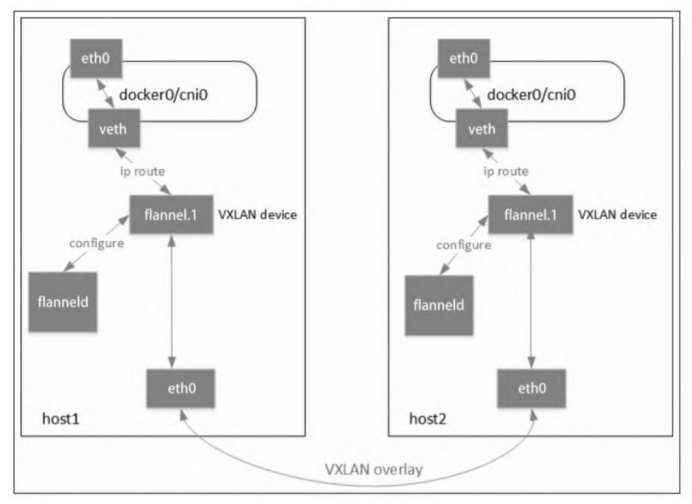 eth0
docker0/cni0
veth
ip route
flannel.1
VXLAN device
configure
flanneld
eth0
host1
eth0
docker0/cni0
veth
ip route
flannel.1
VXLAN device
configure
flanneld
eth0
host2
VXLAN overlay